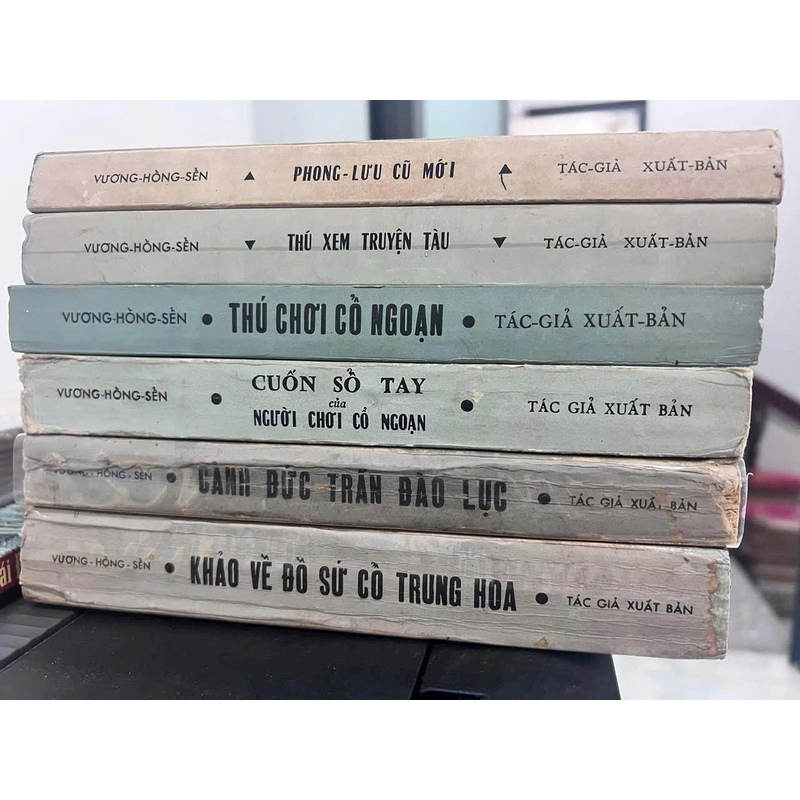 VƯƠNG-HỒNG-SỂN ▲ PHONG-LƯU CŨ MỚI ▲ TÁC-GIẢ XUẤT-BẢN
VƯƠNG-HỒNG-SỂN ▼ THÚ XEM TRUYỆN TÀU ▼ TÁC-GIẢ XUẤT-BẢN
VƯƠNG-HỒNG-SỂN • THÚ CHƠI CỔ NGOẠN • TÁC-GIẢ XUẤT-BẢN
VƯƠNG-HỒNG-SỂN • CUỐN SỔ TAY
của
NGƯỜI CHƠI CỔ NGOẠN • TÁC GIẢ XUẤT BẢN
VƯƠNG-HỒNG-SỂN • CẢNH ĐỨC TRẤN ĐÀO LỤC • TÁC GIẢ XUẤT BẢN
VƯƠNG-HỒNG-SỂN • KHẢO VỀ ĐỒ SỨ CỔ TRUNG HOA • TÁC GIẢ XUẤT BẢN